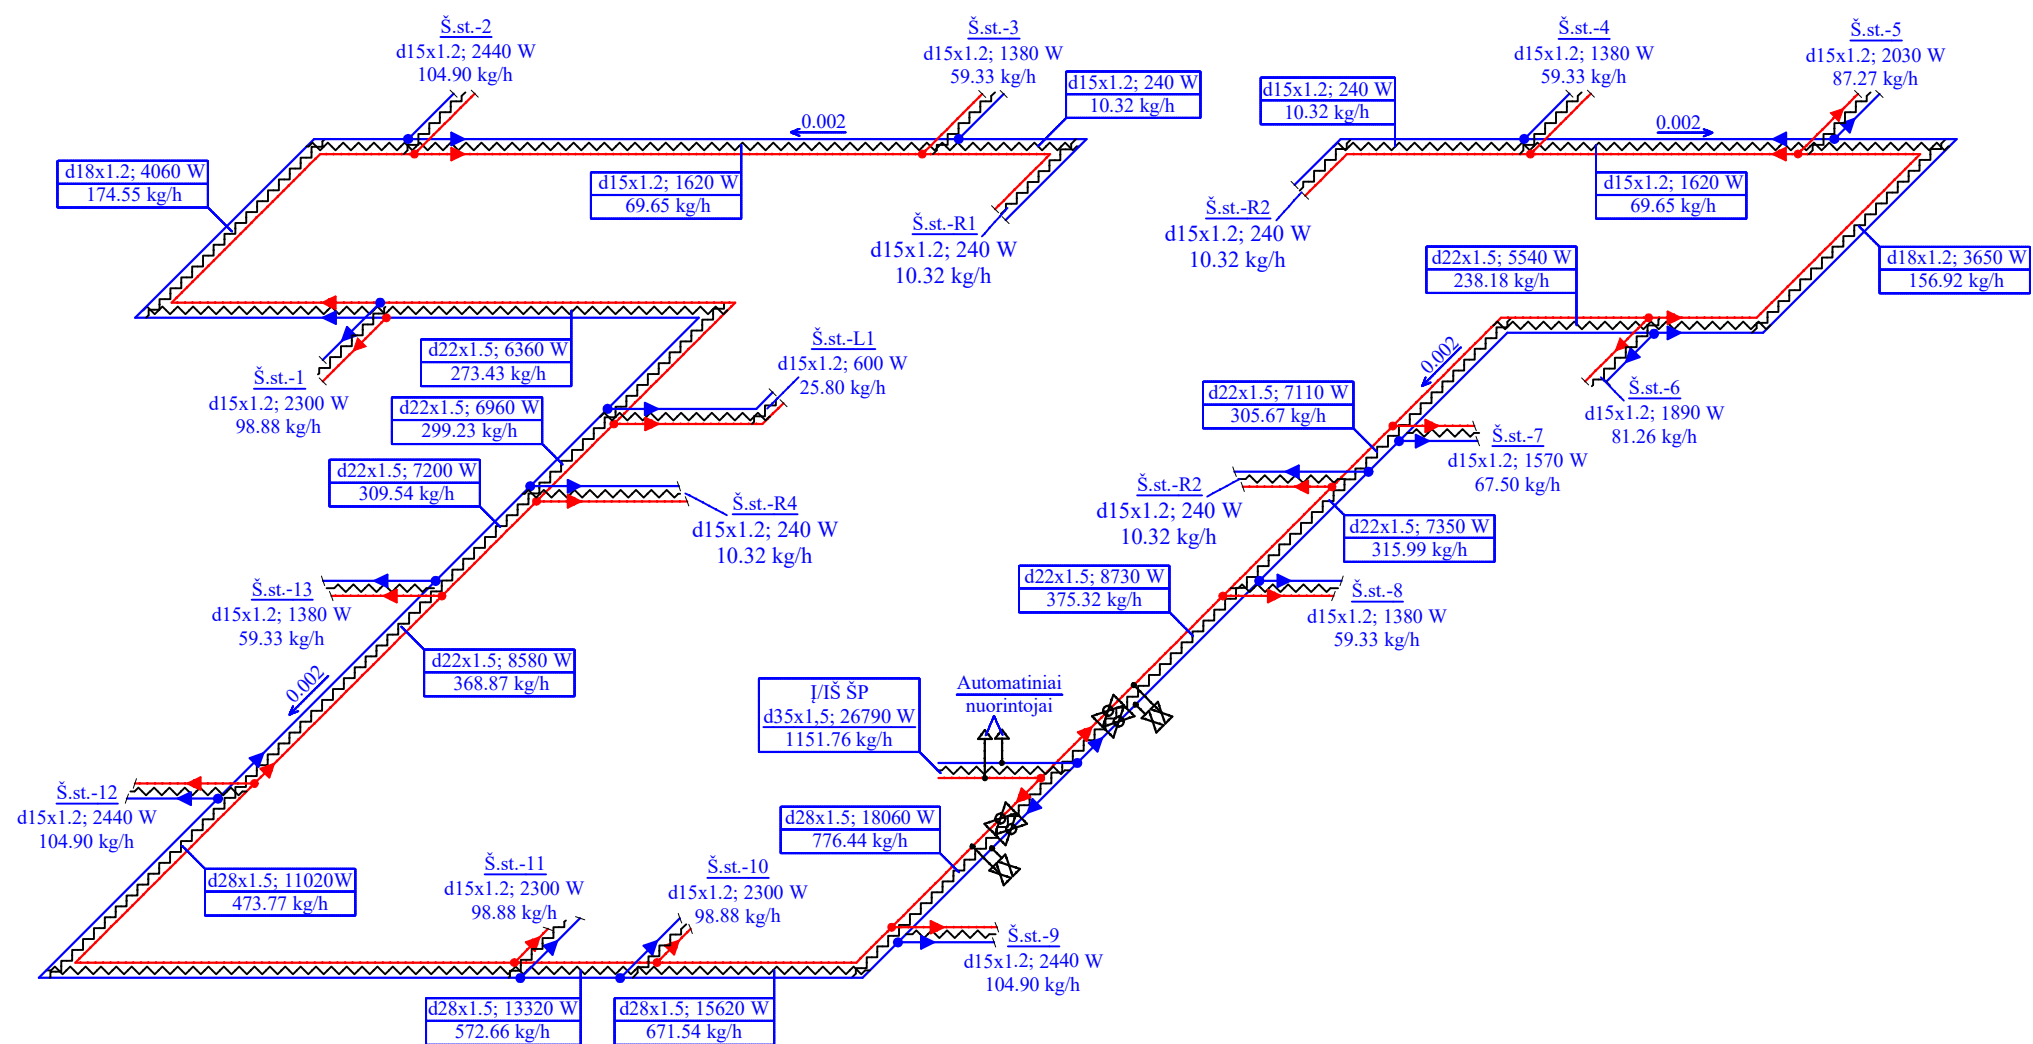 Š.st.-2
d15x1.2; 2440 W
104.90 kg/h
Š.st.-3
d15x1.2; 1380 W
59.33 kg/h
d15x1.2; 240 W
10.32 kg/h
0.002
d18x1.2; 4060 W
174.55 kg/h
d15x1.2; 1620 W
69.65 kg/h
Š.st.-R1
d15x1.2; 240 W
10.32 kg/h
Š.st.-4
d15x1.2; 1380 W
59.33 kg/h
Š.st.-5
d15x1.2; 2030 W
87.27 kg/h
d15x1.2; 240 W
10.32 kg/h
0.002
d15x1.2; 1620 W
69.65 kg/h
Š.st.-R2
d15x1.2; 240 W
10.32 kg/h
d22x1.5; 5540 W
238.18 kg/h
d18x1.2; 3650 W
156.92 kg/h
d22x1.5; 6360 W
273.43 kg/h
Š.st.-L1
d15x1.2; 600 W
25.80 kg/h
Š.st.-1
d15x1.2; 2300 W
98.88 kg/h
d22x1.5; 6960 W
299.23 kg/h
d22x1.5; 7200 W
309.54 kg/h
Š.st.-R4
d15x1.2; 240 W
10.32 kg/h
0.002
d22x1.5; 7110 W
305.67 kg/h
Š.st.-6
d15x1.2; 1890 W
81.26 kg/h
Š.st.-7
d15x1.2; 1570 W
67.50 kg/h
Š.st.-R2
d15x1.2; 240 W
10.32 kg/h
d22x1.5; 7350 W
315.99 kg/h
Š.st.-13
d15x1.2; 1380 W
59.33 kg/h
d22x1.5; 8730 W
375.32 kg/h
Š.st.-8
d15x1.2; 1380 W
59.33 kg/h
0.002
d22x1.5; 8580 W
368.87 kg/h
Į/IŠ ŠP
d35x1,5; 26790 W
1151.76 kg/h
Automatiniai
nuorintojai
Š.st.-12
d15x1.2; 2440 W
104.90 kg/h
d28x1.5; 18060 W
776.44 kg/h
d28x1.5; 11020W
473.77 kg/h
Š.st.-11
d15x1.2; 2300 W
98.88 kg/h
Š.st.-10
d15x1.2; 2300 W
98.88 kg/h
Š.st.-9
d15x1.2; 2440 W
104.90 kg/h
d28x1.5; 13320 W
572.66 kg/h
d28x1.5; 15620 W
671.54 kg/h